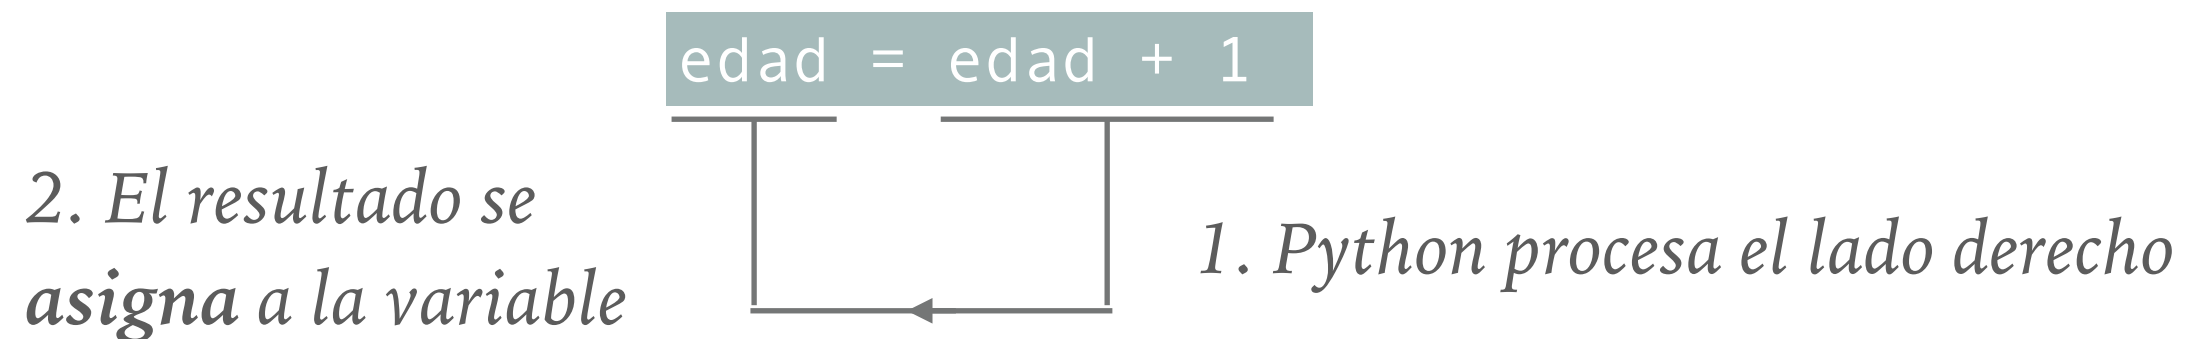 edad = edad + 1
2. El resultado se
asigna a la variable
1. Python procesa el lado derecho